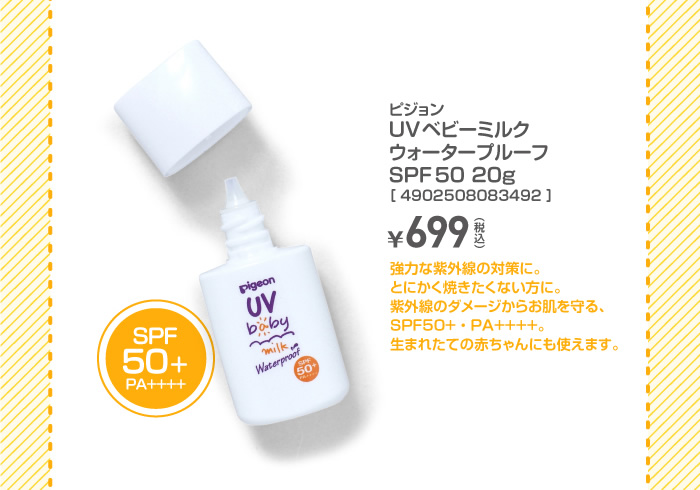 ピジョン
UVベビーミルク
ウォータープルーフ
SPF50 20g
[ 4902508083492 ]
¥699(税込)
強力な紫外線の対策に。
とにかく焼きたくない方に。
紫外線のダメージからお肌を守る、
SPF50+・PA++++。
生まれたての赤ちゃんにも使えます。
SPF
50+
PA++++
Pigeon
UV
baby
milk
Waterproof
SPF
50+